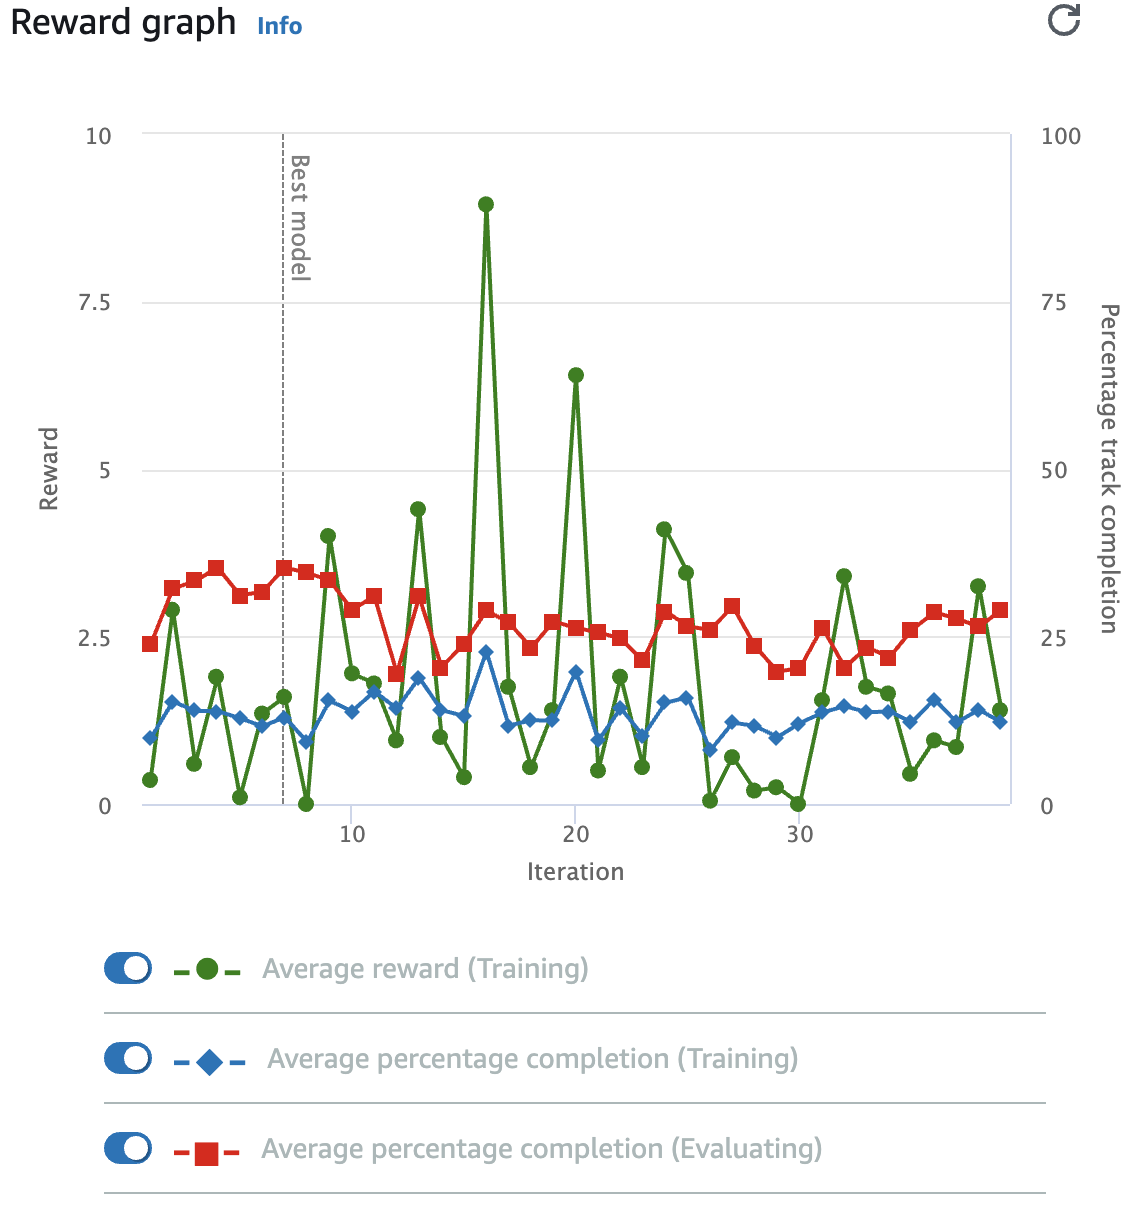 Reward graph Info
10
100
Best model
7.5
75
Percentage track completion
Reward
5
50
2.5
25
0
0
10
20
30
Iteration
Average reward (Training)
Average percentage completion (Training)
Average percentage completion (Evaluating)